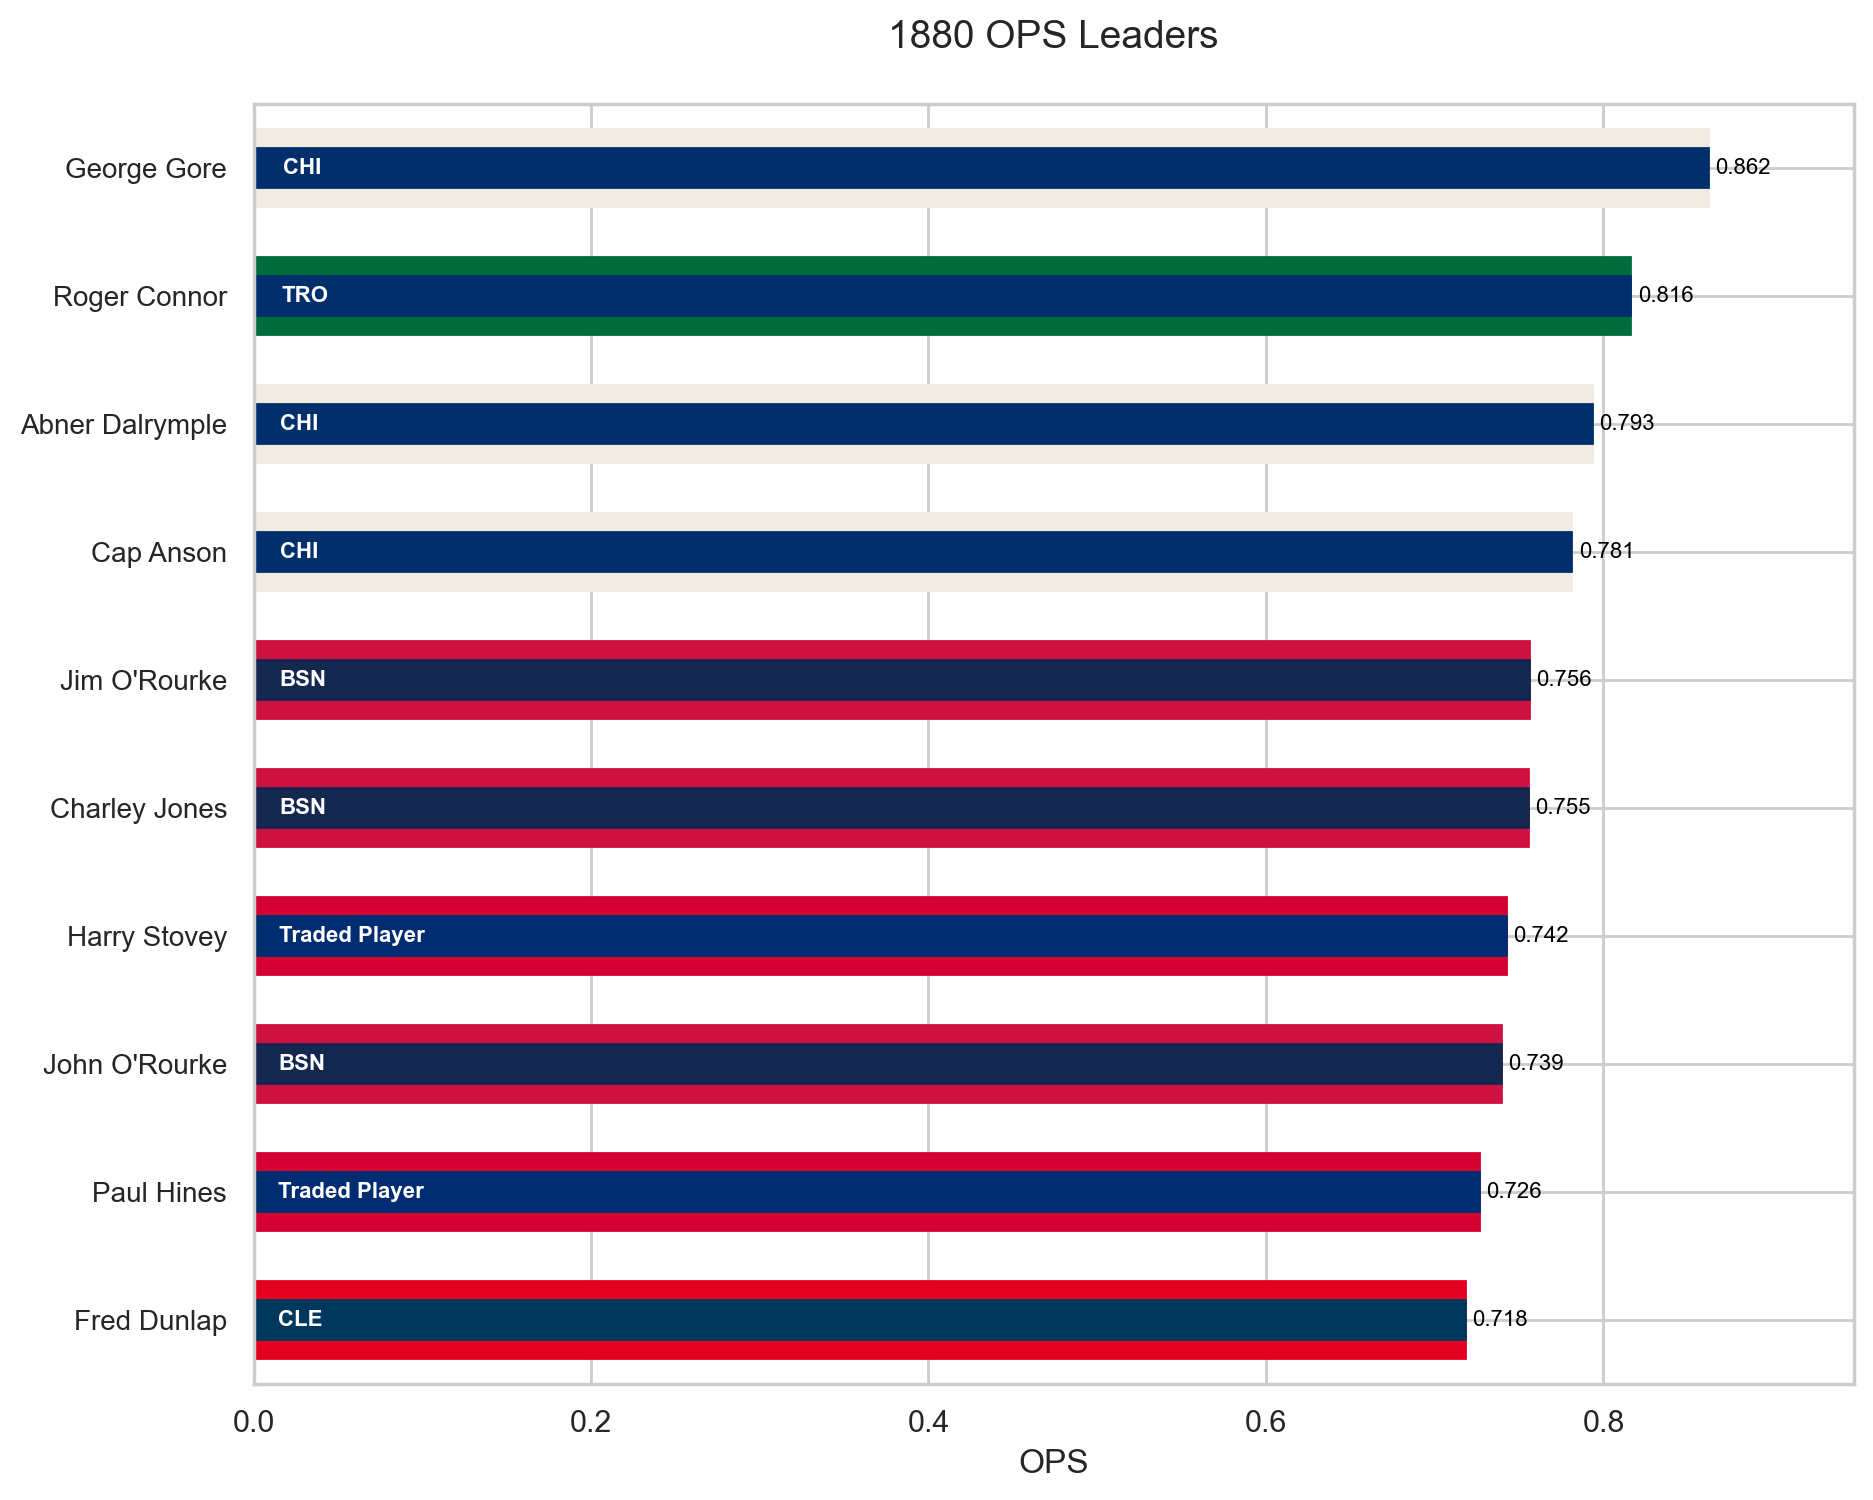 1880 OPS Leaders
George Gore CHI 0.862
Roger Connor TRO 0.816
Abner Dalrymple CHI 0.793
Cap Anson CHI 0.781
Jim O'Rourke BSN 0.756
Charley Jones BSN 0.755
Harry Stovey Traded Player 0.742
John O'Rourke BSN 0.739
Paul Hines Traded Player 0.726
Fred Dunlap CLE 0.718
0.0 0.2 0.4 0.6 0.8
OPS